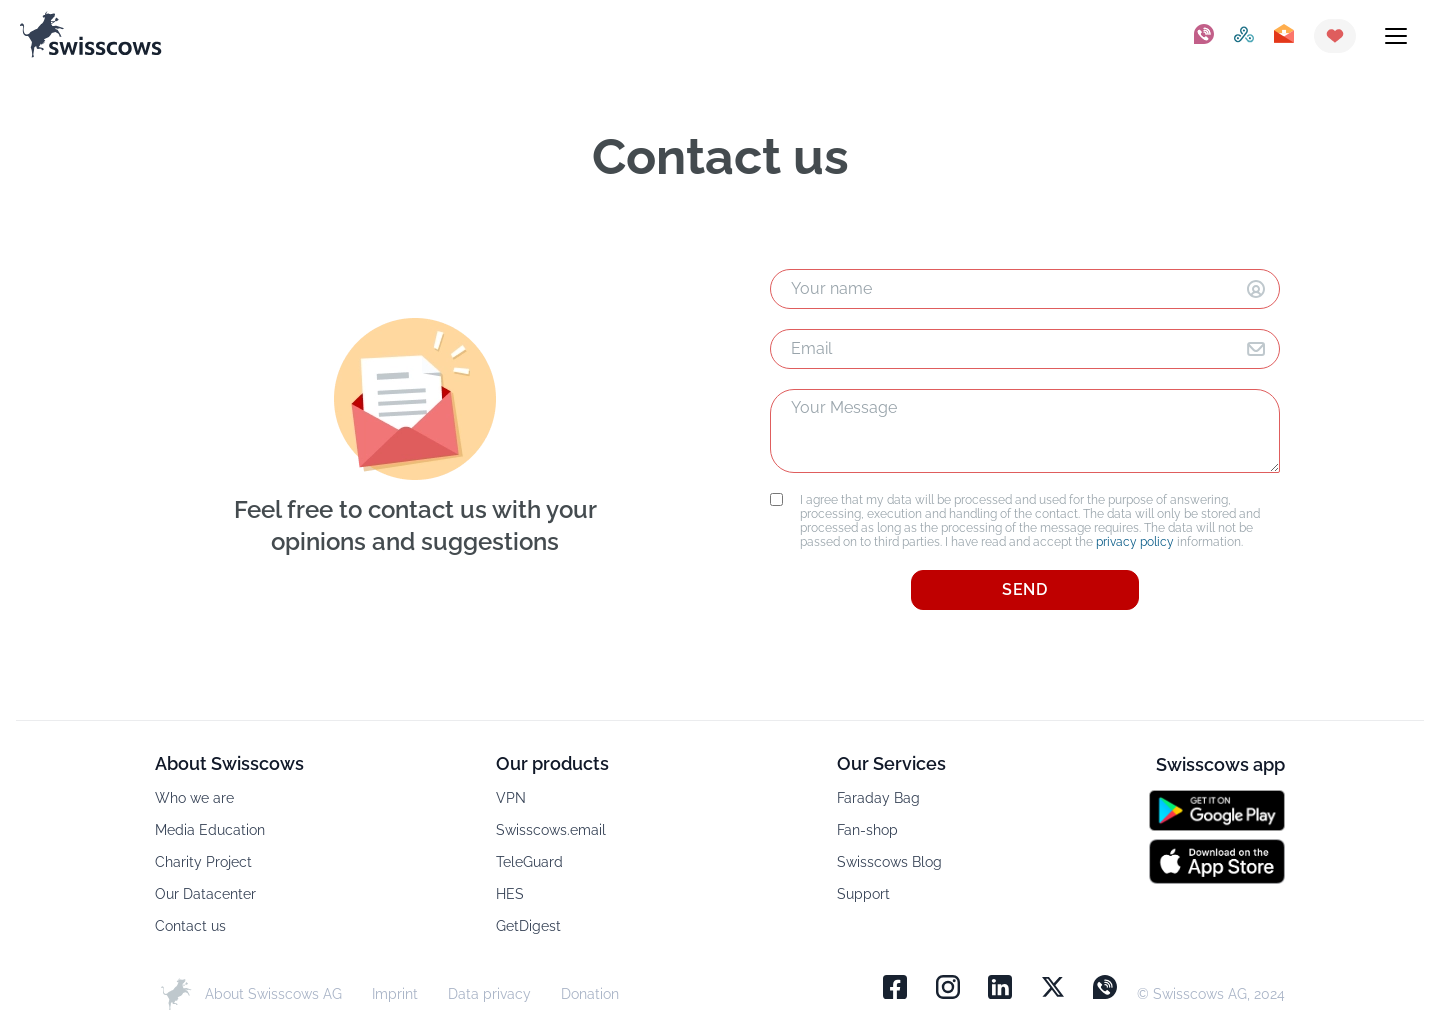 swisscows
Contact us
Your name
Email
Your Message
Feel free to contact us with your
opinions and suggestions
I agree that my data will be processed and used for the purpose of answering,
processing, execution and handling of the contact. The data will only be stored and
processed as long as the processing of the message requires. The data will not be
passed on to third parties. I have read and accept the privacy policy information.
SEND
About Swisscows
Who we are
Media Education
Charity Project
Our Datacenter
Contact us
Our products
VPN
Swisscows.email
TeleGuard
HES
GetDigest
Our Services
Faraday Bag
Fan-shop
Swisscows Blog
Support
Swisscows app
GET IT ON
Google Play
Download on the
App Store
About Swisscows AG Imprint Data privacy Donation
© Swisscows AG, 2024